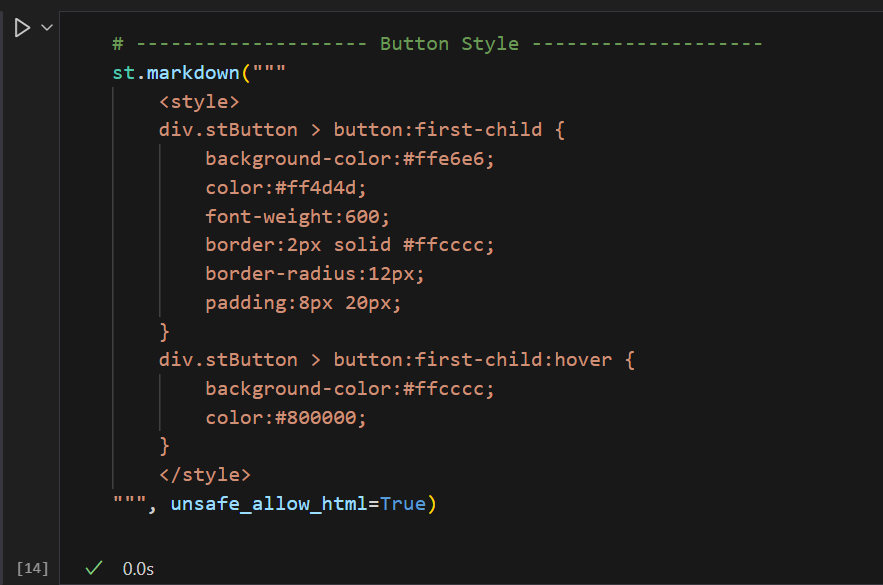 # -------------------- Button Style --------------------
st.markdown("""
    <style>
    div.stButton > button:first-child {
        background-color:#ffe6e6;
        color:#ff4d4d;
        font-weight:600;
        border:2px solid #ffcccc;
        border-radius:12px;
        padding:8px 20px;
    }
    div.stButton > button:first-child:hover {
        background-color:#ffcccc;
        color:#800000;
    }
    </style>
""", unsafe_allow_html=True)
[14] 0.0s